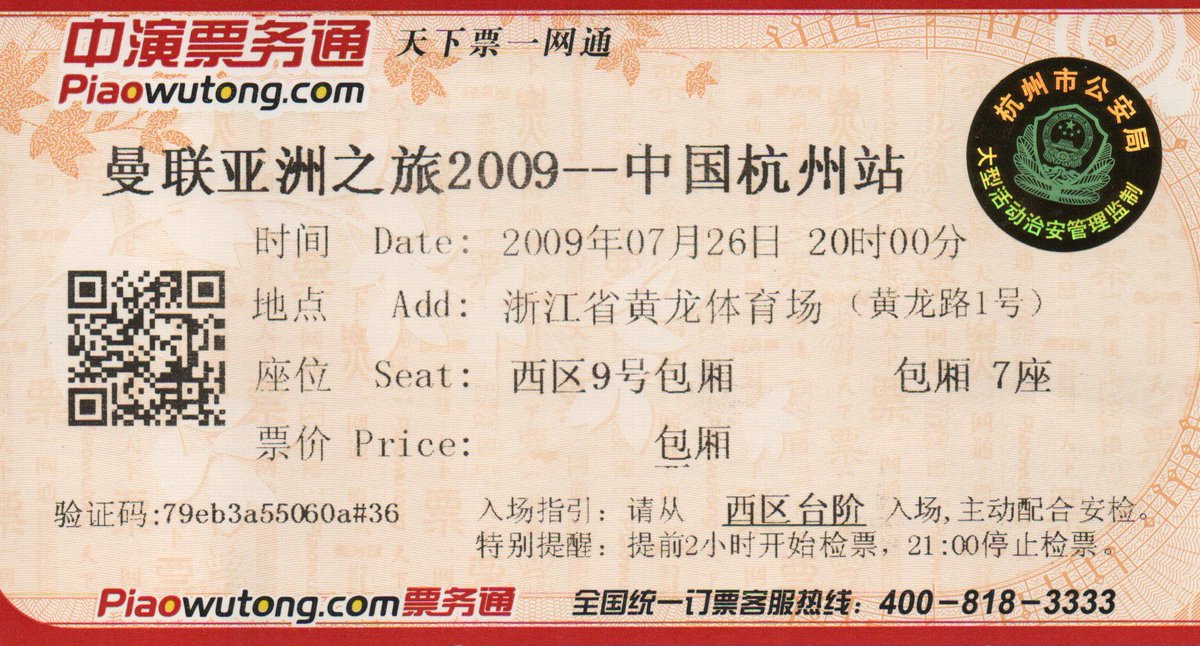 中演票务通 天下票一网通
Piaowutong.com
杭州市公安局
大型活动治安管理监制
曼联亚洲之旅2009--中国杭州站
时间 Date: 2009年07月26日 20时00分
地点 Add: 浙江省黄龙体育场（黄龙路1号）
座位 Seat: 西区9号包厢 包厢 7座
票价 Price: 包厢
验证码:79eb3a55060a#36
入场指引：请从 西区台阶 入场,主动配合安检。
特别提醒：提前2小时开始检票，21:00停止检票。
Piaowutong.com票务通 全国统一订票客服热线：400-818-3333